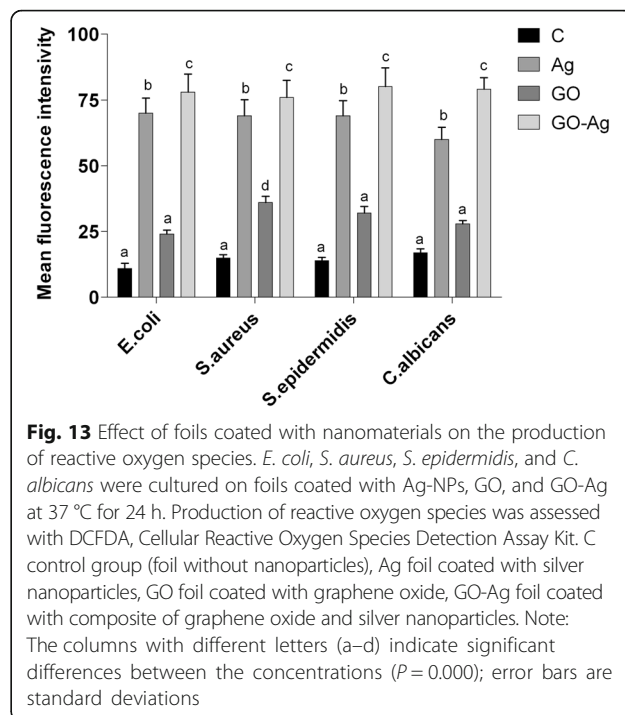 Mean fluorescence intensivity
100
75
50
25
0
a b a c
a b d c
a b a c
a b a c
E.coli
S.aureus
S.epidermidis
C.albicans
C
Ag
GO
GO-Ag
Fig. 13 Effect of foils coated with nanomaterials on the production
of reactive oxygen species. E. coli, S. aureus, S. epidermidis, and C.
albicans were cultured on foils coated with Ag-NPs, GO, and GO-Ag
at 37 °C for 24 h. Production of reactive oxygen species was assessed
with DCFDA, Cellular Reactive Oxygen Species Detection Assay Kit. C
control group (foil without nanoparticles), Ag foil coated with silver
nanoparticles, GO foil coated with graphene oxide, GO-Ag foil coated
with composite of graphene oxide and silver nanoparticles. Note:
The columns with different letters (a–d) indicate significant
differences between the concentrations (P = 0.000); error bars are
standard deviations